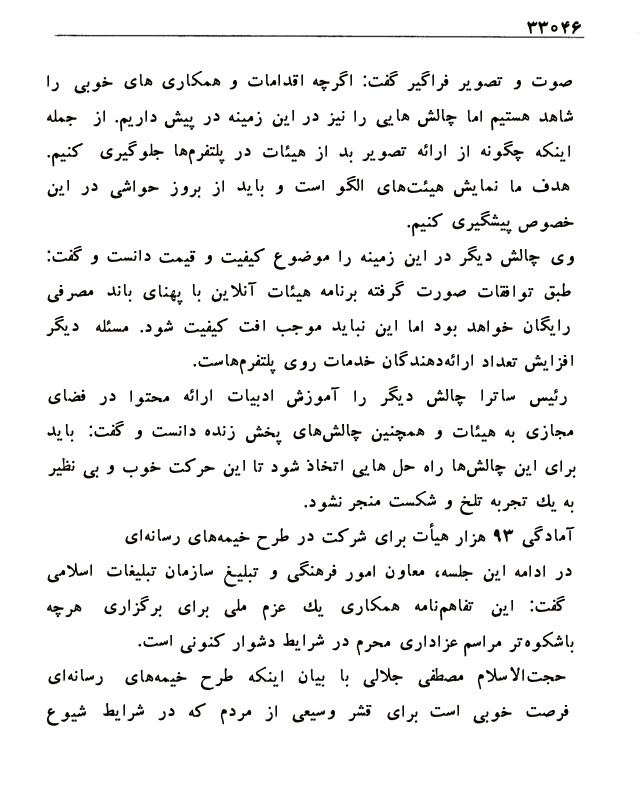 ۳۳۰۴۶
صوت و تصویر فراگیر گفت: اگرچه اقدامات و همکاری های خوبی را
شاهد هستیم اما چالش هایی را نیز در این زمینه در پیش داریم. از جمله
اینکه چگونه از ارائه تصویر بد از هیئات در پلتفرم‌ها جلوگیری کنیم.
هدف ما نمایش هیئت‌های الگو است و باید از بروز حواشی در این
خصوص پیشگیری کنیم.
وی چالش دیگر در این زمینه را موضوع کیفیت و قیمت دانست و گفت:
طبق توافقات صورت گرفته برنامه هیئات آنلاین با پهنای باند مصرفی
رایگان خواهد بود اما این نباید موجب افت کیفیت شود. مسئله دیگر
افزایش تعداد ارائه‌دهندگان خدمات روی پلتفرم‌هاست.
رئیس ساترا چالش دیگر را آموزش ادبیات ارائه محتوا در فضای
مجازی به هیئات و همچنین چالش‌های پخش زنده دانست و گفت: باید
برای این چالش‌ها راه حل هایی اتخاذ شود تا این حرکت خوب و بی نظیر
به یك تجربه تلخ و شکست منجر نشود.
آمادگی ۹۳ هزار هیأت برای شرکت در طرح خیمه‌های رسانه‌ای
در ادامه این جلسه، معاون امور فرهنگی و تبلیغ سازمان تبلیغات اسلامی
گفت: این تفاهم‌نامه همکاری یك عزم ملی برای برگزاری هرچه
باشکوه‌تر مراسم عزاداری محرم در شرایط دشوار کنونی است.
حجت‌الاسلام مصطفی جلالی با بیان اینکه طرح خیمه‌های رسانه‌ای
فرصت خوبی است برای قشر وسیعی از مردم که در شرایط شیوع